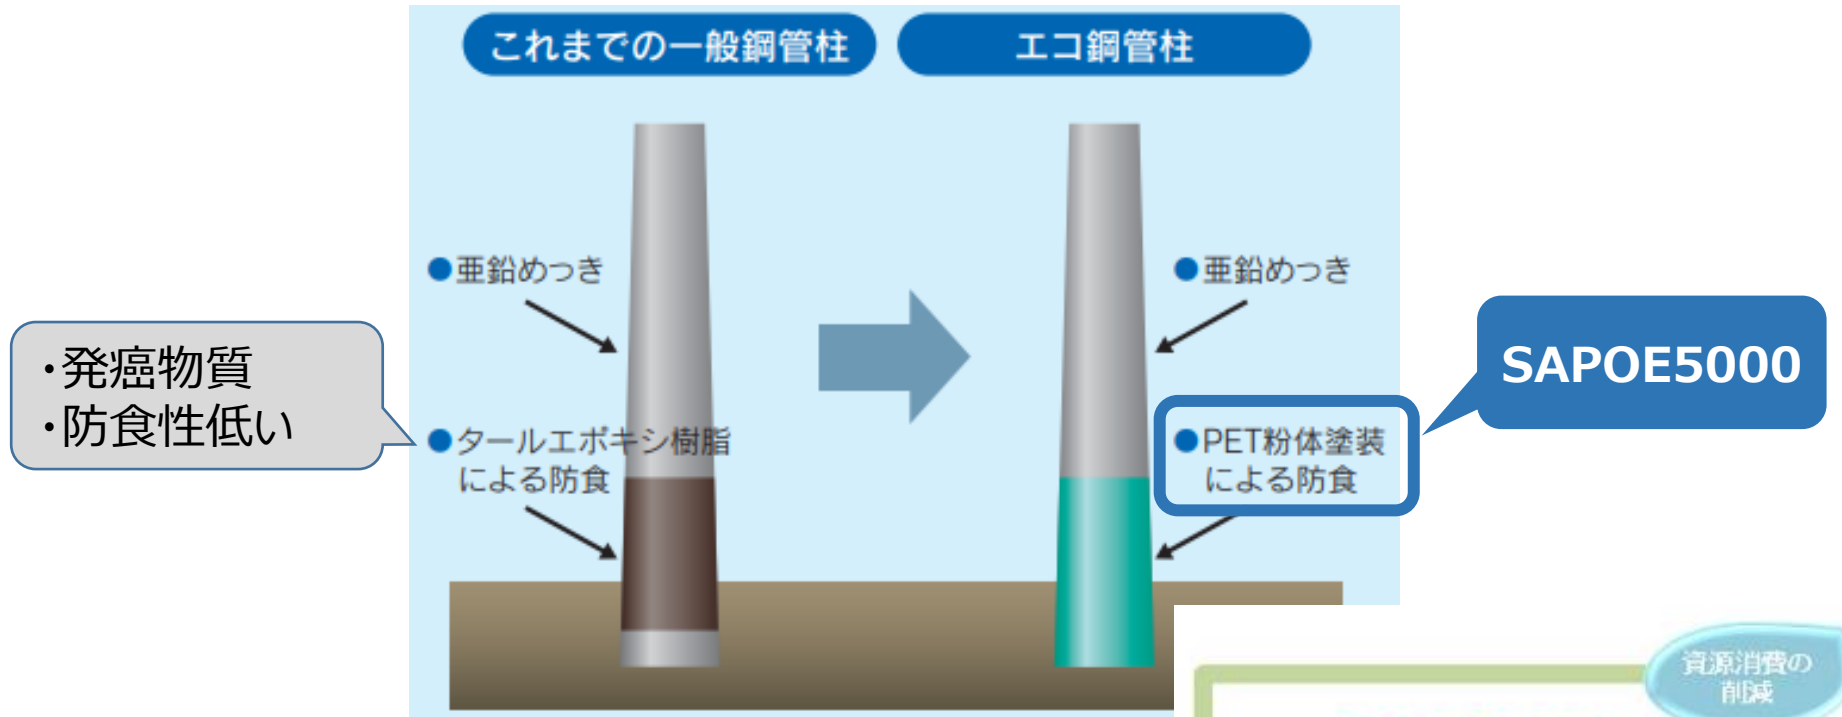 これまでの一般鋼管柱
エコ鋼管柱
●亜鉛めっき
●亜鉛めっき
・発癌物質
・防食性低い
SAPOE5000
●タールエポキシ樹脂
による防食
●PET粉体塗装
による防食
資源消費の
削減